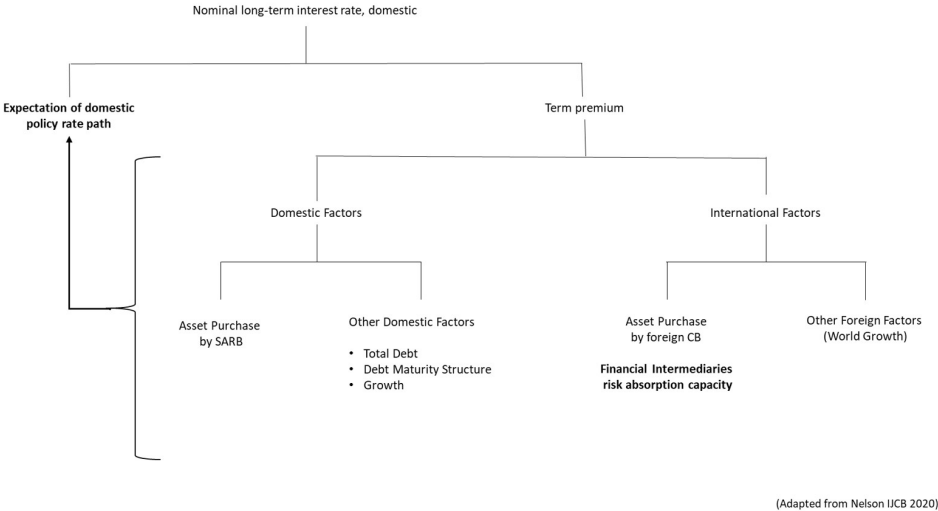 Nominal long-term interest rate, domestic
Expectation of domestic
policy rate path
Term premium
Domestic Factors
International Factors
Asset Purchase
by SARB
Other Domestic Factors
• Total Debt
• Debt Maturity Structure
• Growth
Asset Purchase
by foreign CB
Financial Intermediaries
risk absorption capacity
Other Foreign Factors
(World Growth)
(Adapted from Nelson IJCB 2020)